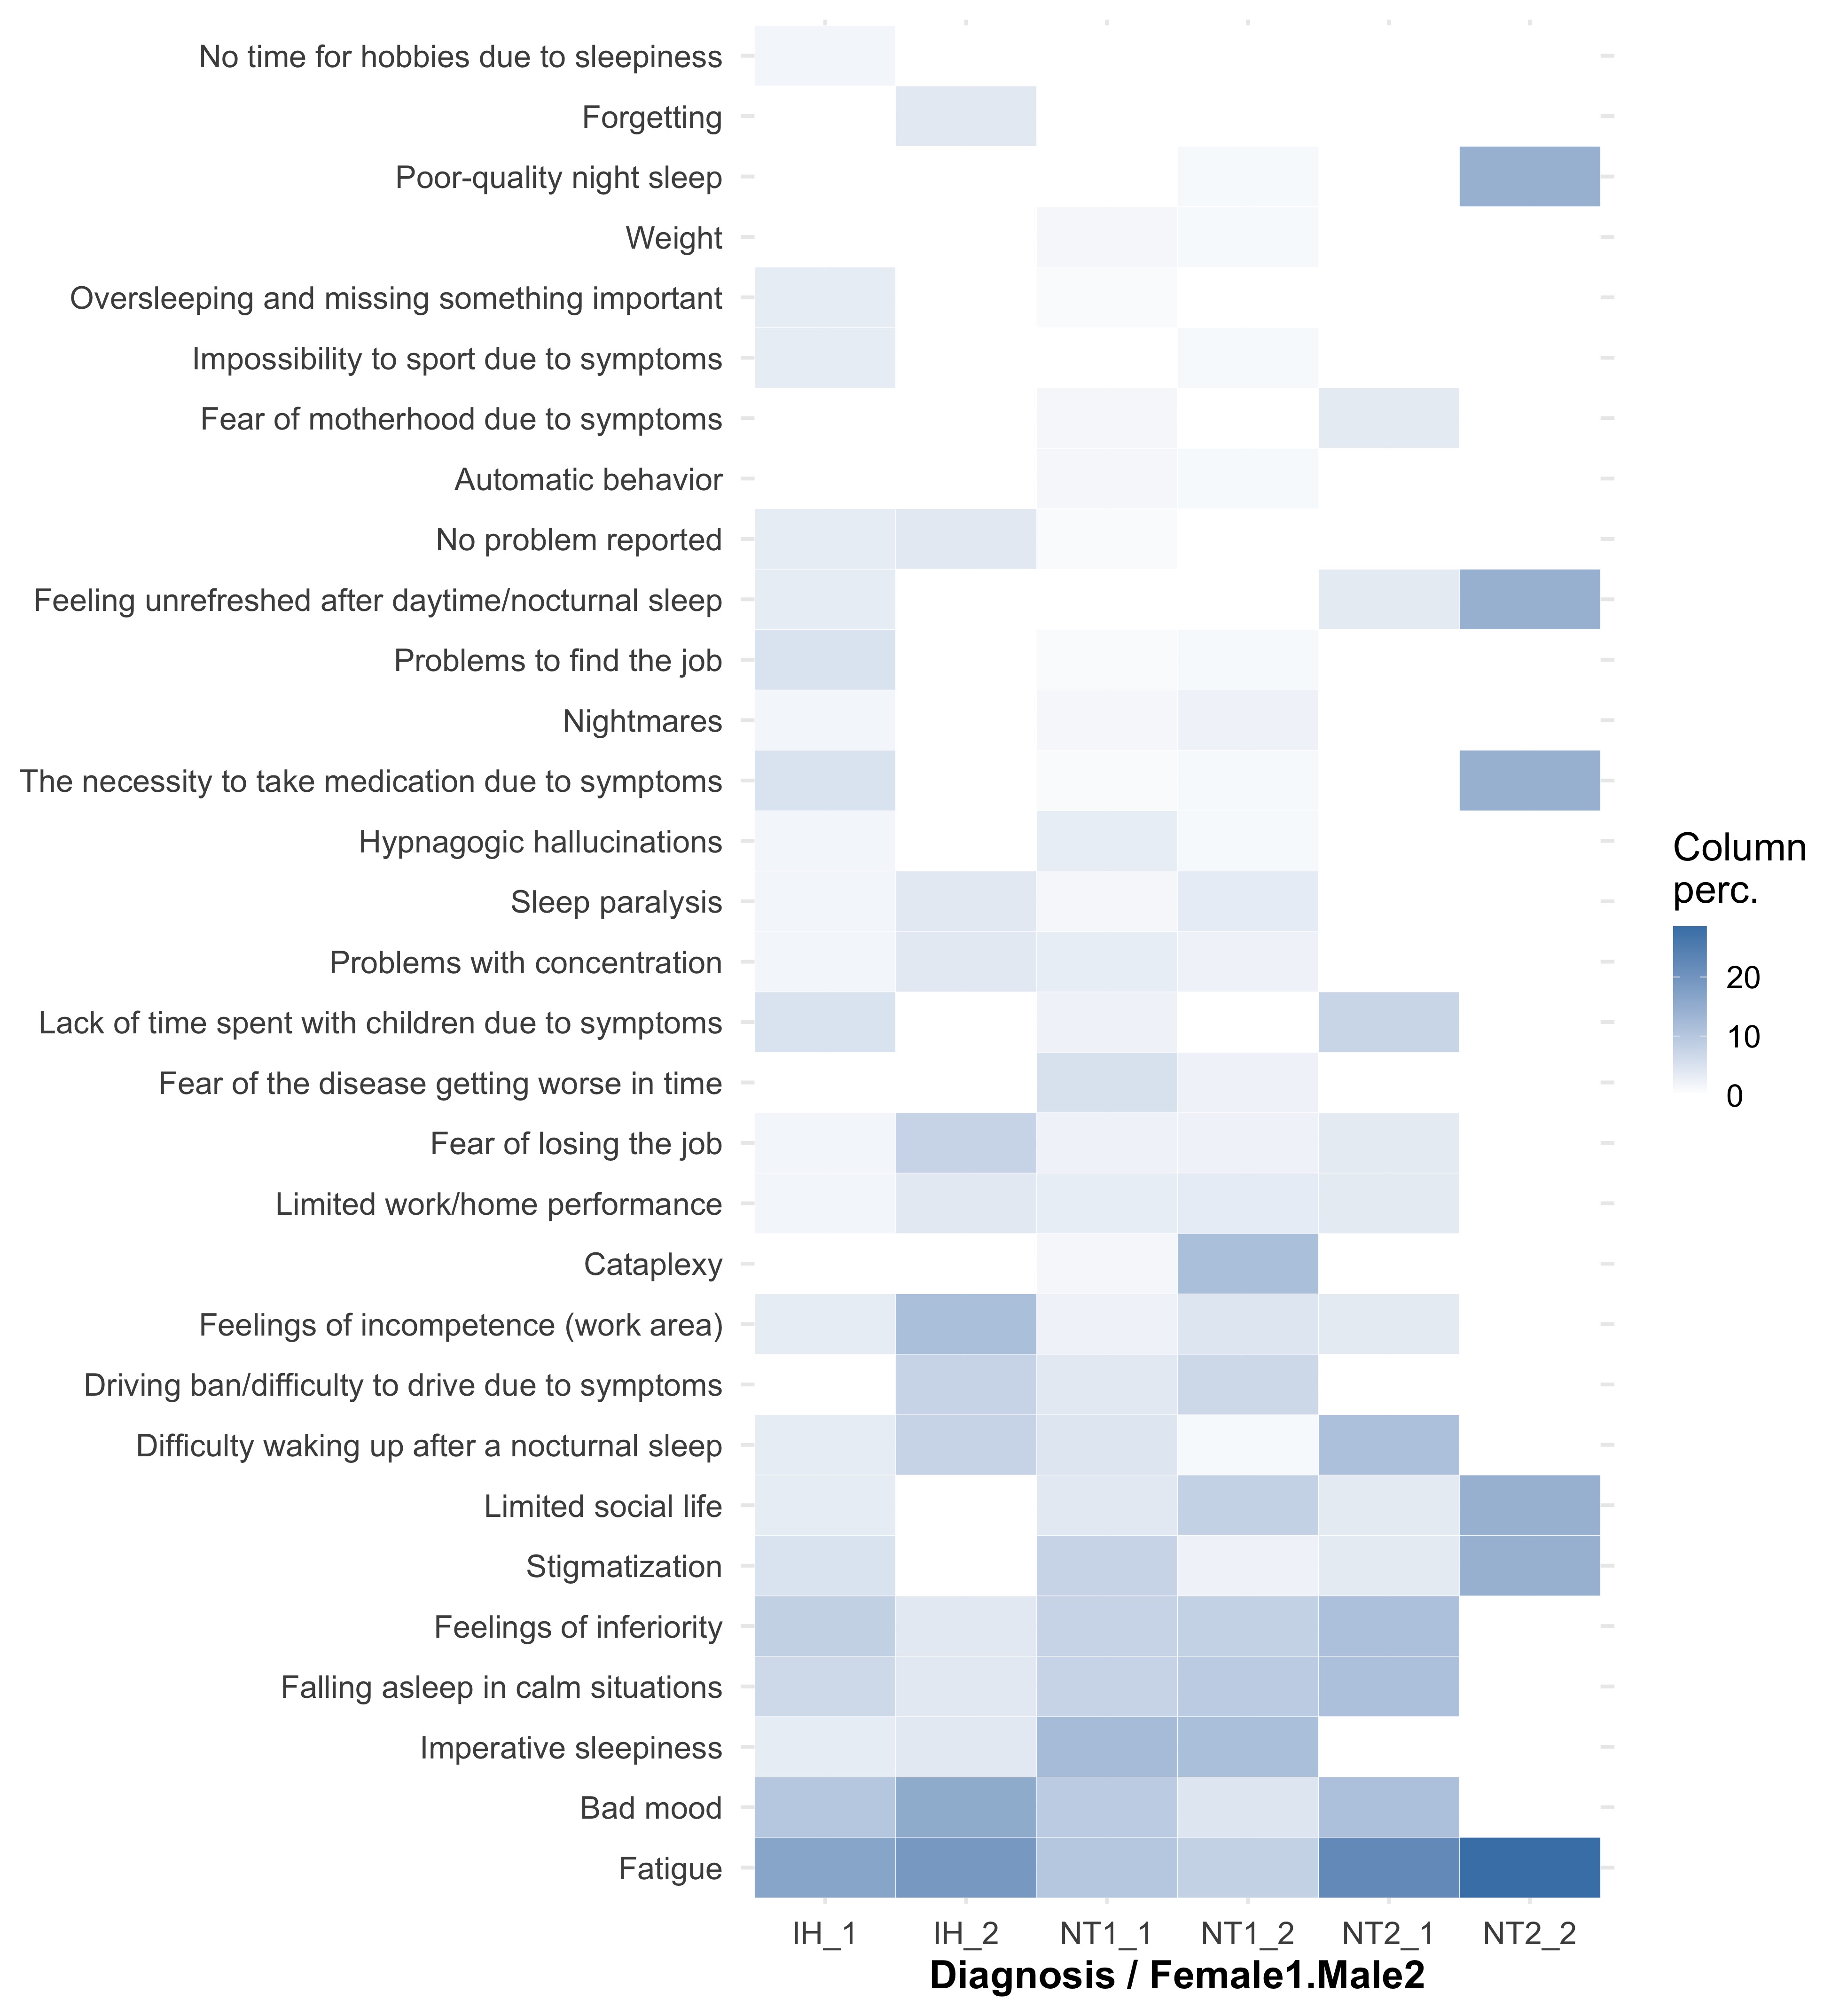 No time for hobbies due to sleepiness
Forgetting
Poor-quality night sleep
Weight
Oversleeping and missing something important
Impossibility to sport due to symptoms
Fear of motherhood due to symptoms
Automatic behavior
No problem reported
Feeling unrefreshed after daytime/nocturnal sleep
Problems to find the job
Nightmares
The necessity to take medication due to symptoms
Hypnagogic hallucinations
Sleep paralysis
Problems with concentration
Lack of time spent with children due to symptoms
Fear of the disease getting worse in time
Fear of losing the job
Limited work/home performance
Cataplexy
Feelings of incompetence (work area)
Driving ban/difficulty to drive due to symptoms
Difficulty waking up after a nocturnal sleep
Limited social life
Stigmatization
Feelings of inferiority
Falling asleep in calm situations
Imperative sleepiness
Bad mood
Fatigue
IH_1 IH_2 NT1_1 NT1_2 NT2_1 NT2_2
Diagnosis / Female1.Male2
Column
perc.
20
10
0